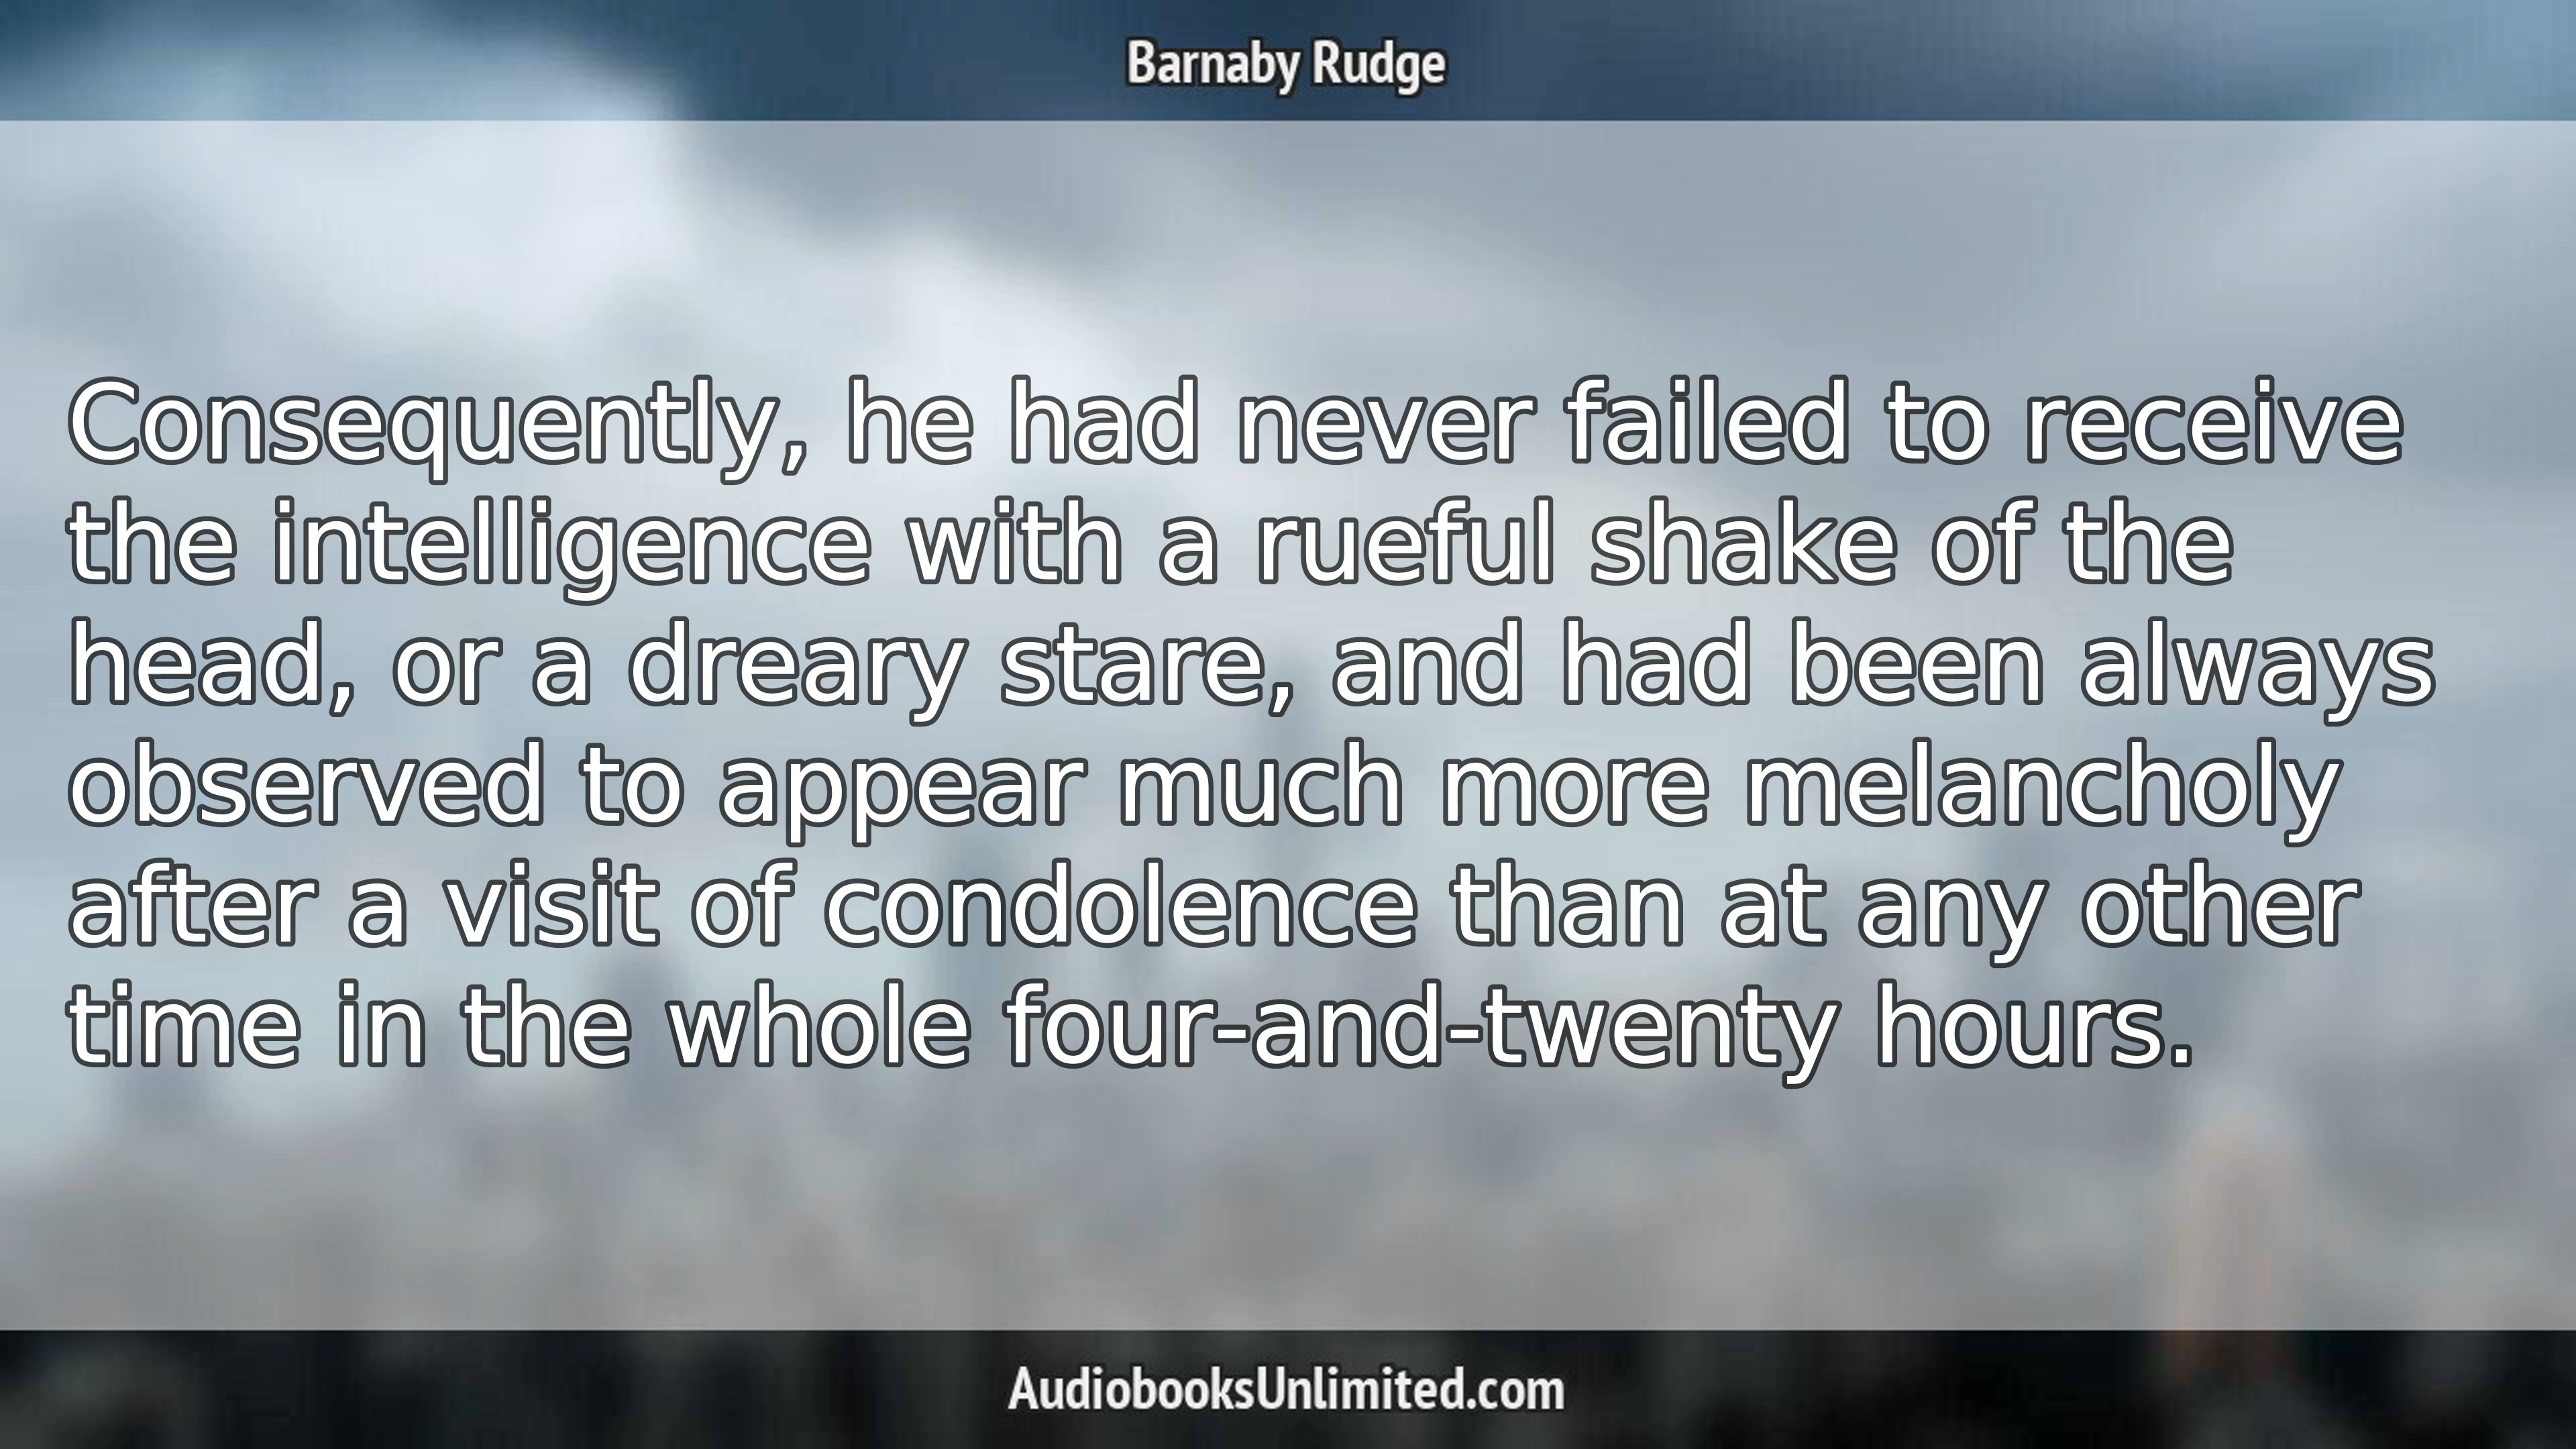 Barnaby Rudge
Consequently, he had never failed to receive
the intelligence with a rueful shake of the
head, or a dreary stare, and had been always
observed to appear much more melancholy
after a visit of condolence than at any other
time in the whole four-and-twenty hours.
AudiobooksUnlimited.com